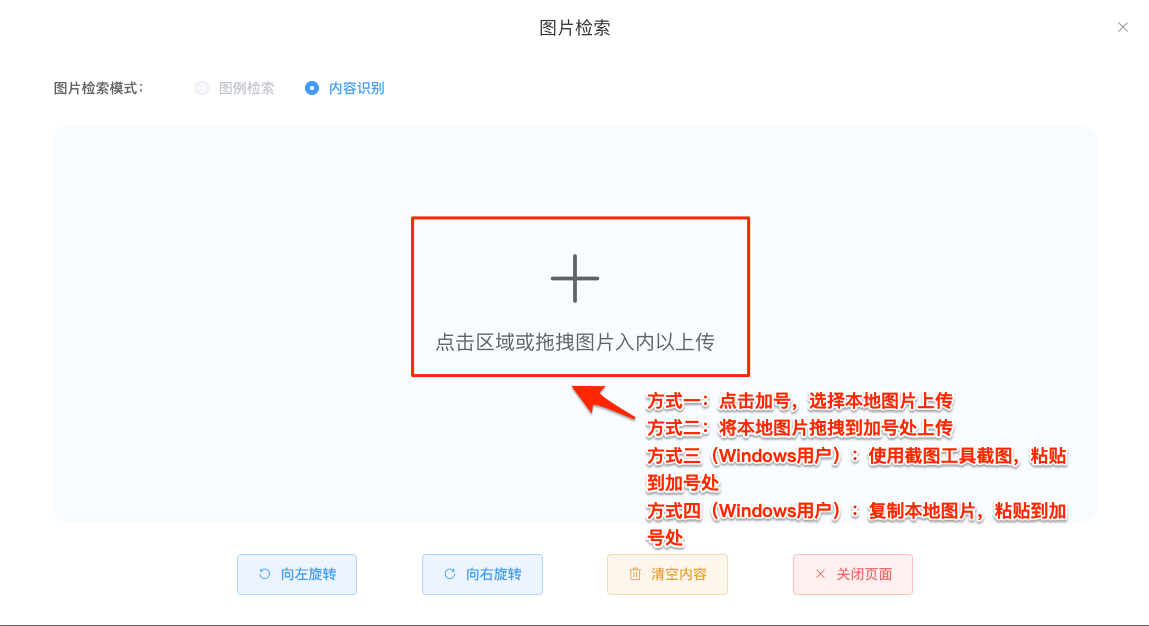 图片检索
图片检索模式：
图例检索
内容识别
点击区域或拖拽图片入内以上传
方式一：点击加号，选择本地图片上传
方式二：将本地图片拖拽到加号处上传
方式三（Windows用户）：使用截图工具截图，粘贴
到加号处
方式四（Windows用户）：复制本地图片，粘贴到加
号处
向左旋转
向右旋转
清空内容
关闭页面